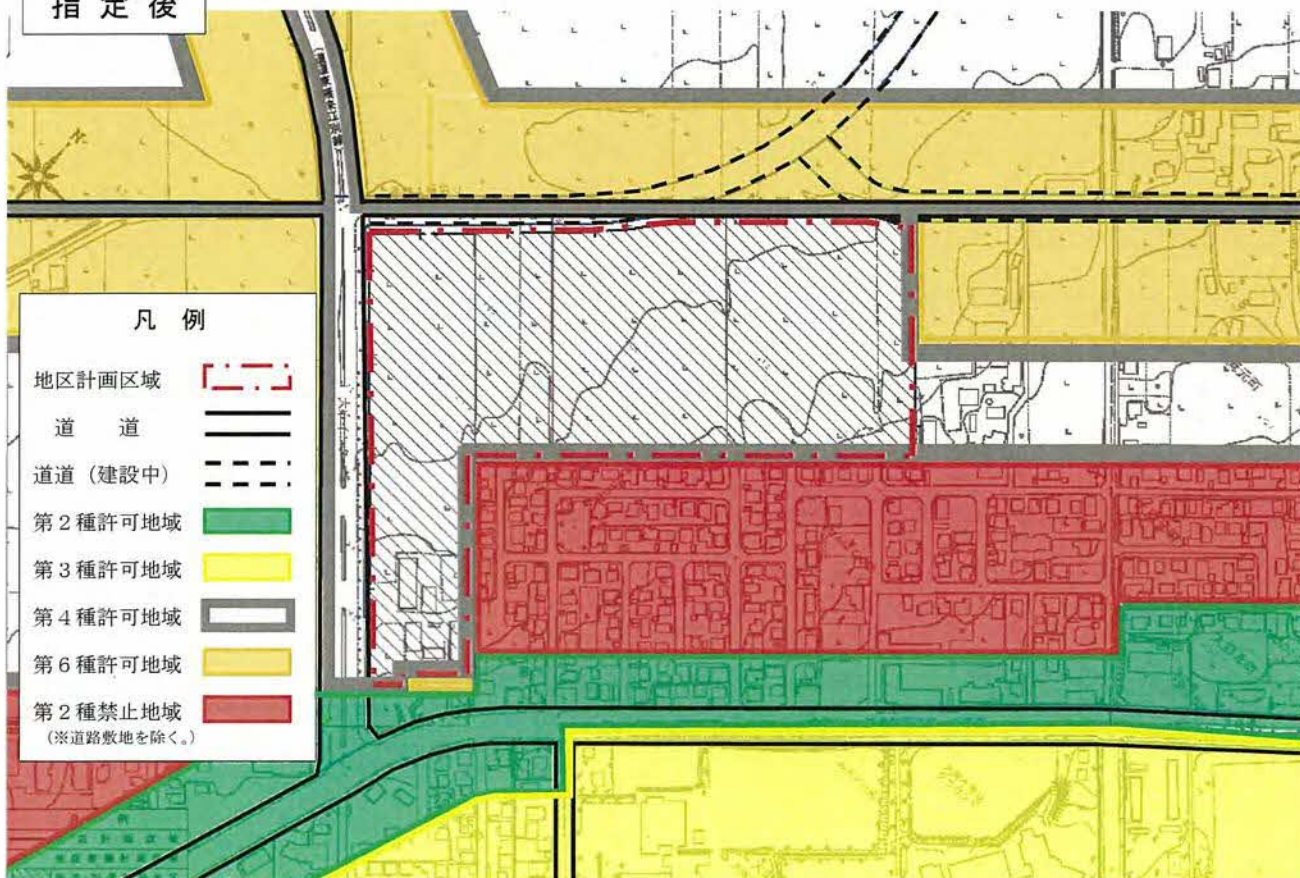 指定後
凡例
地区計画区域
道道
道道（建設中）
第２種許可地域
第３種許可地域
第４種許可地域
第６種許可地域
第２種禁止地域
（※道路敷地を除く。）